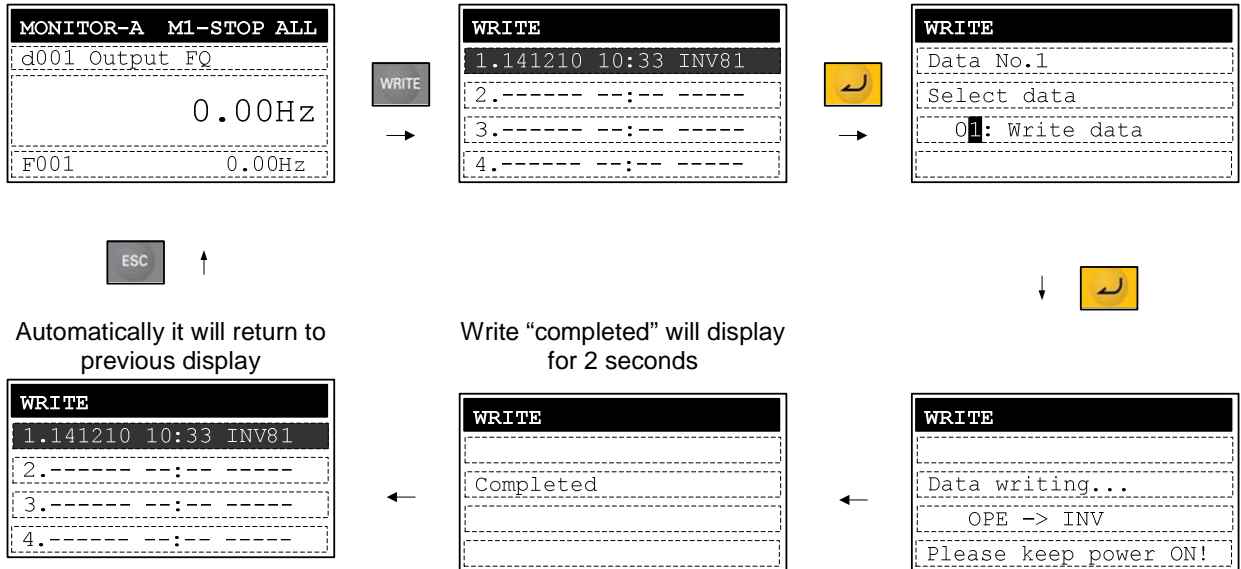 MONITOR-A M1-STOP ALL
d001 Output FQ
0.00Hz
F001 0.00Hz
WRITE
WRITE
1.141210 10:33 INV81
2.------ --:-- -----
3.------ --:-- -----
4.------ --:-- -----
WRITE
Data No.1
Select data
01: Write data
ESC
Automatically it will return to
previous display
Write “completed” will display
for 2 seconds
WRITE
1.141210 10:33 INV81
2.------ --:-- -----
3.------ --:-- -----
4.------ --:-- -----
WRITE
Completed
WRITE
Data writing...
OPE -> INV
Please keep power ON!